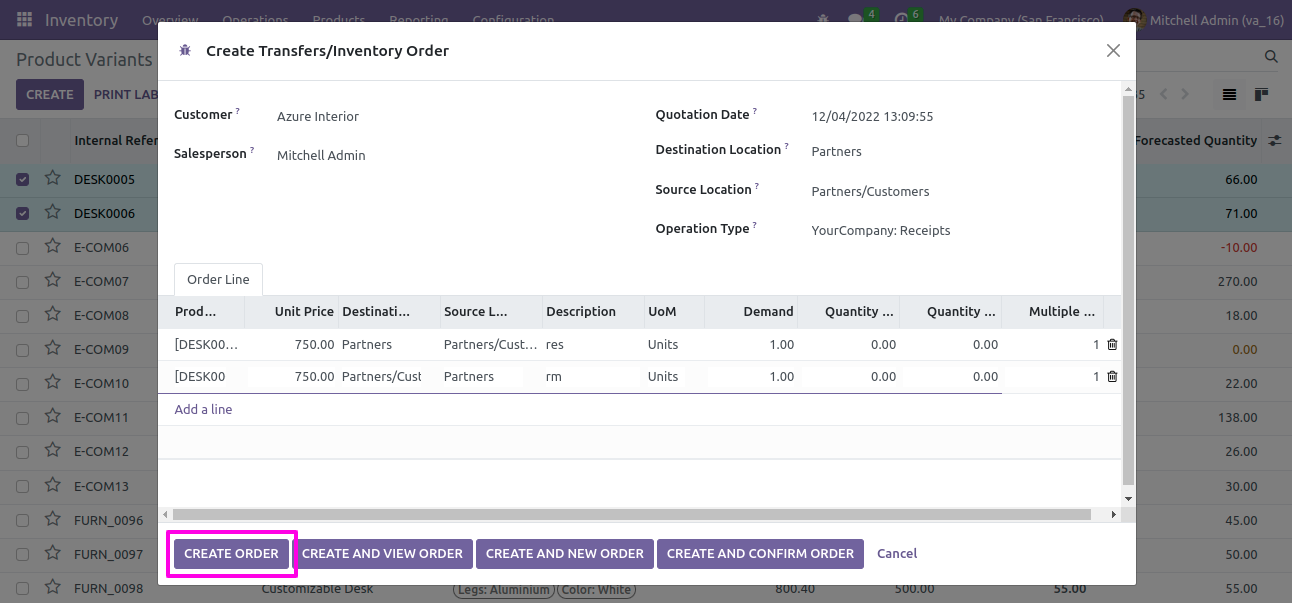 Inventory Overview Operations Products Reporting Configuration 4 6 My Company (San Francisco) Mitchell Admin (va_16)
Product Variants
CREATE PRINT LAB
Create Transfers/Inventory Order
Customer ? Azure Interior
Salesperson ? Mitchell Admin
Quotation Date ? 12/04/2022 13:09:55
Destination Location ? Partners
Source Location ? Partners/Customers
Operation Type ? YourCompany: Receipts
Order Line
Prod... Unit Price Destinati... Source L... Description UoM Demand Quantity ... Quantity ... Multiple ...
[DESK00... 750.00 Partners Partners/Cust... res Units 1.00 0.00 0.00 1
[DESK00 750.00 Partners/Cust Partners rm Units 1.00 0.00 0.00 1
Add a line
CREATE ORDER CREATE AND VIEW ORDER CREATE AND NEW ORDER CREATE AND CONFIRM ORDER Cancel
Internal Refer Forecasted Quantity
DESK0005 66.00
DESK0006 71.00
E-COM06 -10.00
E-COM07 270.00
E-COM08 18.00
E-COM09 0.00
E-COM10 22.00
E-COM11 138.00
E-COM12 26.00
E-COM13 30.00
FURN_0096 45.00
FURN_0097 50.00
FURN_0098 Customizable Desk Legs: Aluminium Color: White 800.40 500.00 55.00 55.00